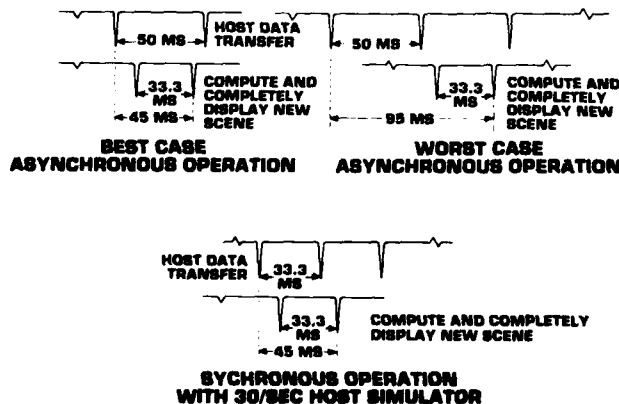 HOST DATA
TRANSFER
50 MS
33.3
MS
45 MS
COMPUTE AND
COMPLETELY
DISPLAY NEW
SCENE
BEST CASE
ASYNCHRONOUS OPERATION
50 MS
33.3
MS
95 MS
COMPUTE AND
COMPLETELY
DISPLAY NEW
SCENE
WORST CASE
ASYNCHRONOUS OPERATION
HOST DATA
TRANSFER
33.3
MS
33.3
MS
45 MS
COMPUTE AND COMPLETELY
DISPLAY NEW SCENE
SYCHRONOUS OPERATION
WITH 30/SEC HOST SIMULATOR